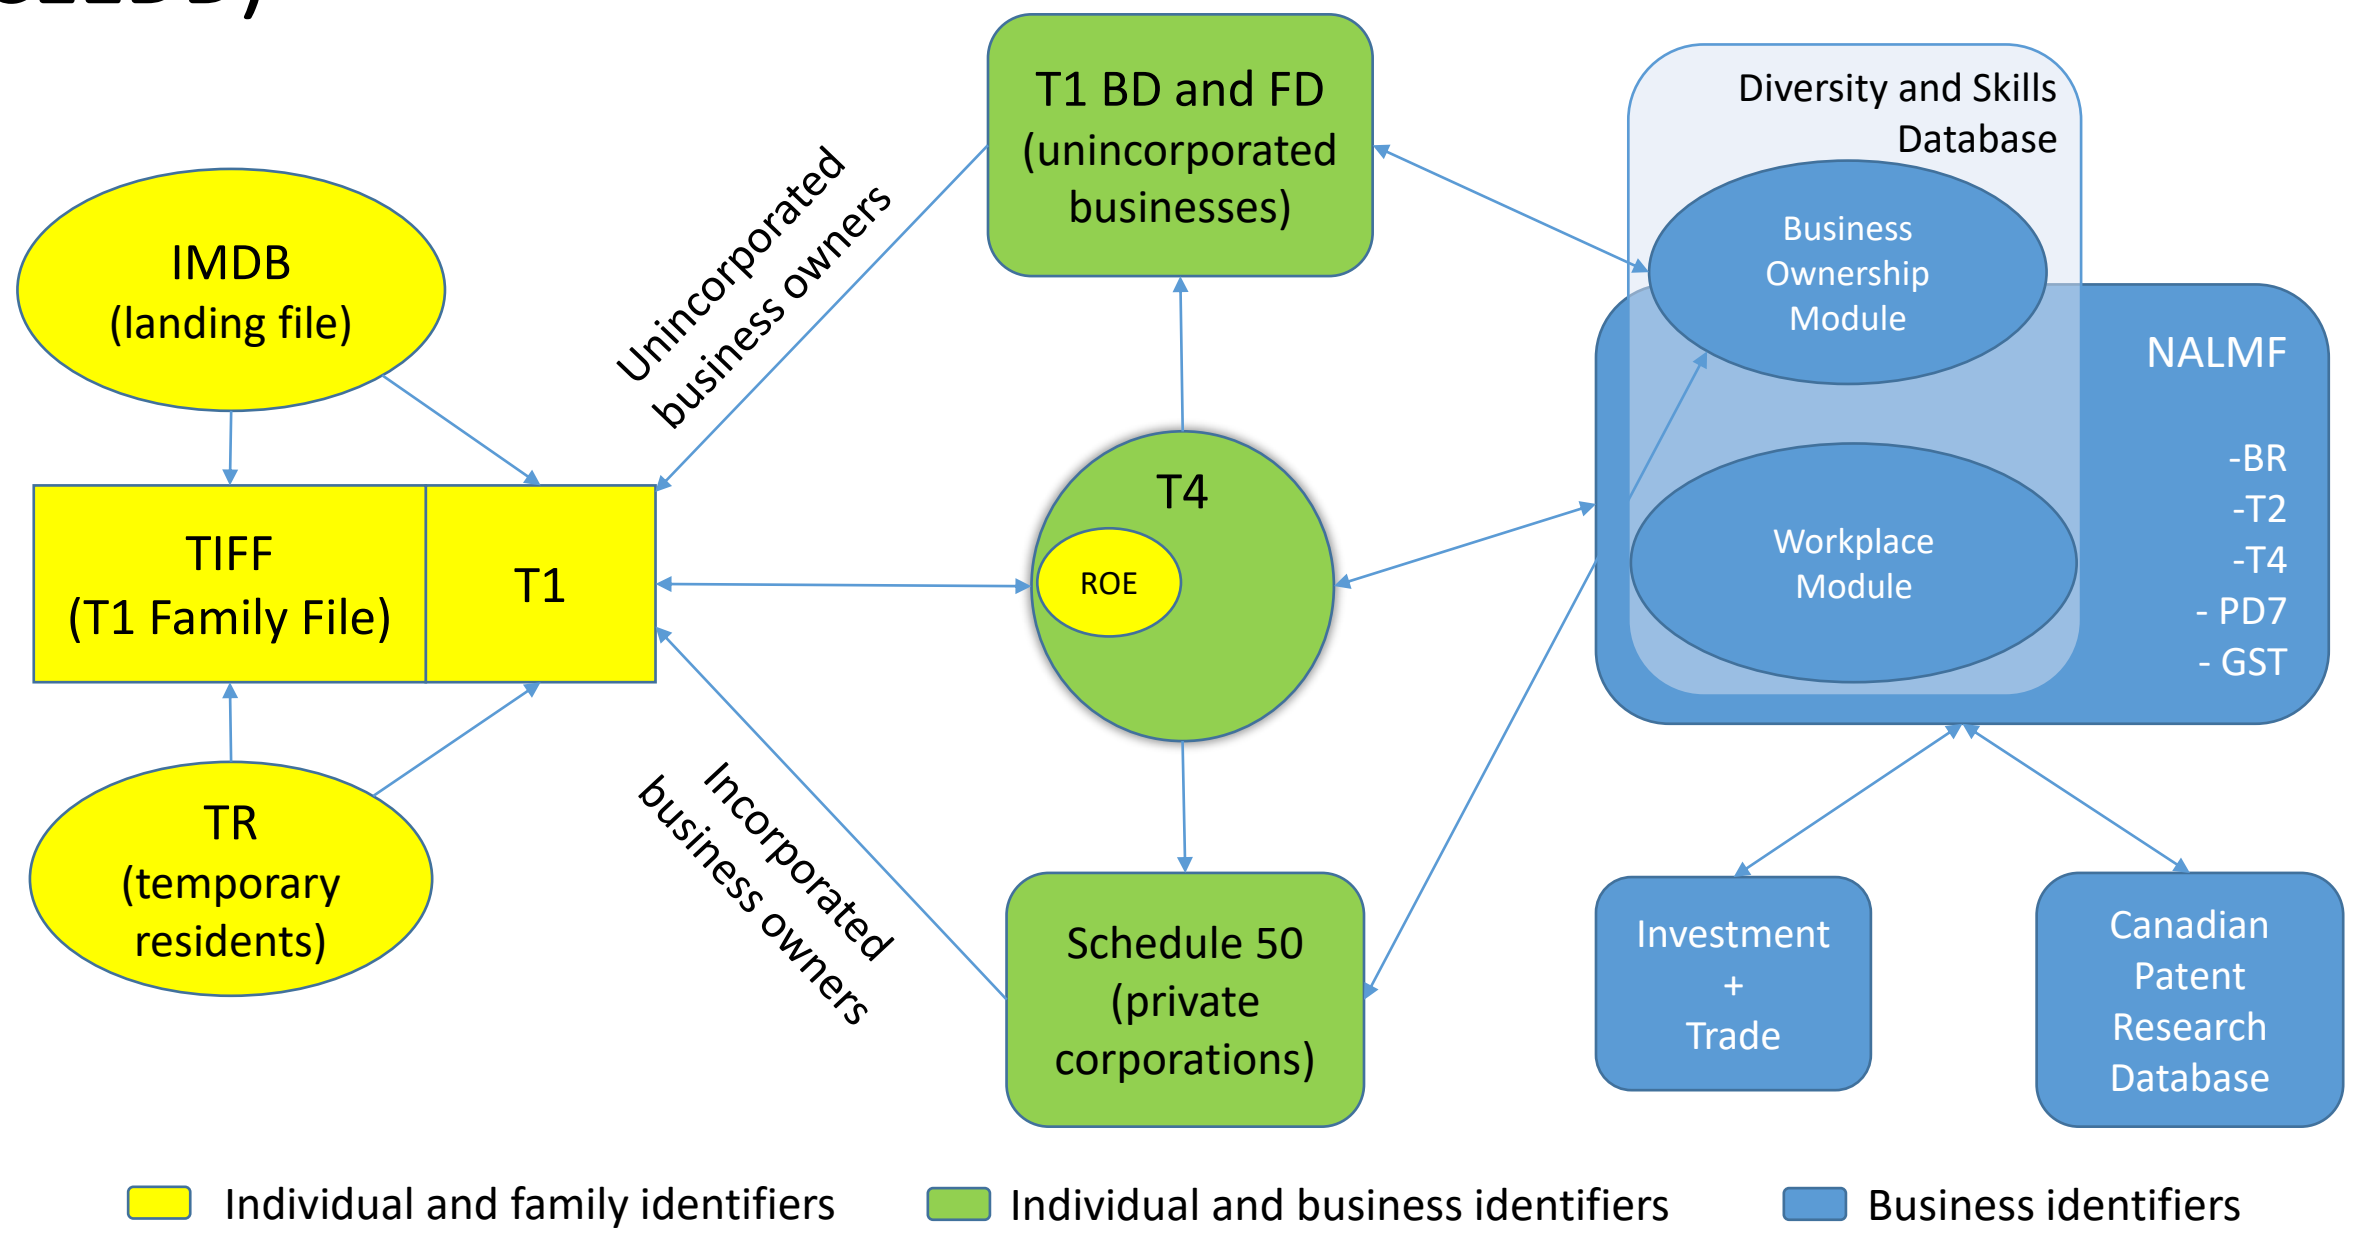 T1 BD and FD
(unincorporated
businesses)
Diversity and Skills
Database
Business
Ownership
Module
Unincorporated
business owners
IMDB
(landing file)
NALMF
-BR
-T2
-T4
- PD7
- GST
T4
ROE
Workplace
Module
TIFF
(T1 Family File)
T1
Incorporated
business owners
TR
(temporary
residents)
Schedule 50
(private
corporations)
Investment
+
Trade
Canadian
Patent
Research
Database
Individual and family identifiers
Individual and business identifiers
Business identifiers